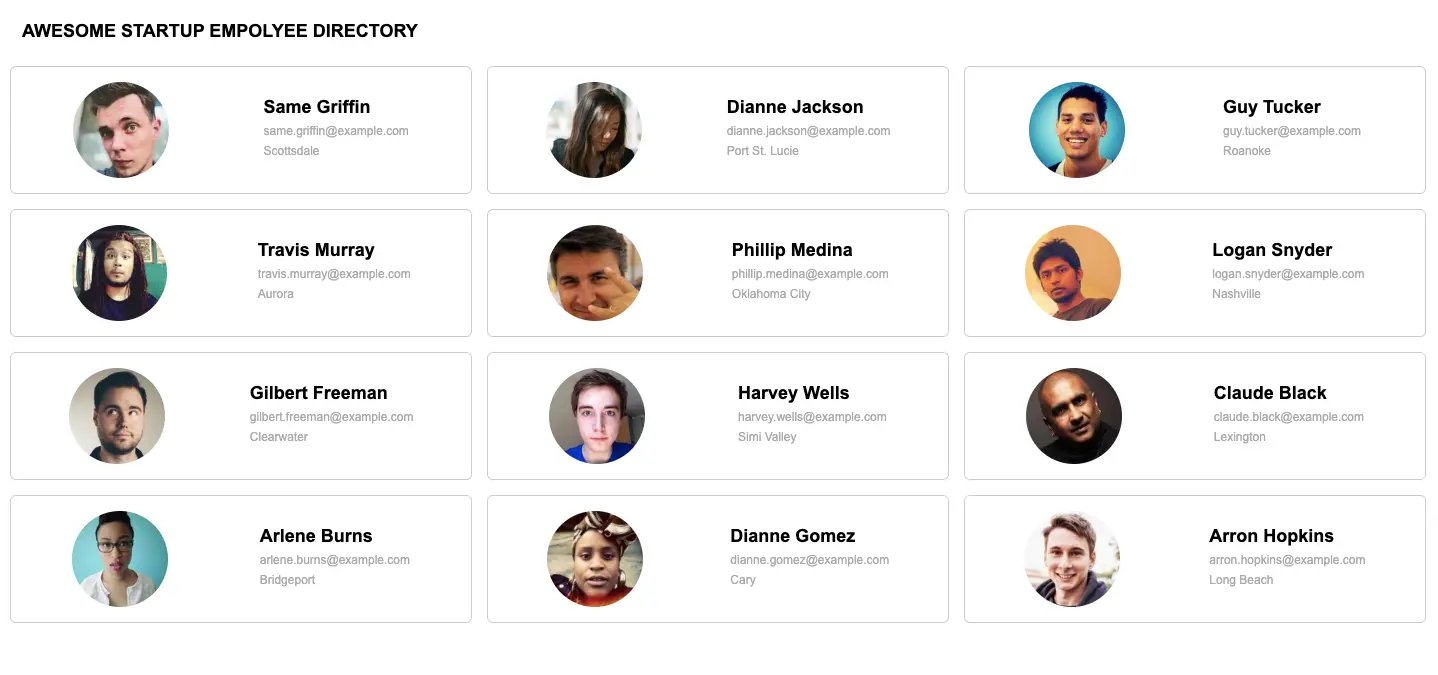 AWESOME STARTUP EMPOLYEE DIRECTORY
Same Griffin
same.griffin@example.com
Scottsdale
Dianne Jackson
dianne.jackson@example.com
Port St. Lucie
Guy Tucker
guy.tucker@example.com
Roanoke
Travis Murray
travis.murray@example.com
Aurora
Phillip Medina
phillip.medina@example.com
Oklahoma City
Logan Snyder
logan.snyder@example.com
Nashville
Gilbert Freeman
gilbert.freeman@example.com
Clearwater
Harvey Wells
harvey.wells@example.com
Simi Valley
Claude Black
claude.black@example.com
Lexington
Arlene Burns
arlene.burns@example.com
Bridgeport
Dianne Gomez
dianne.gomez@example.com
Cary
Arron Hopkins
arron.hopkins@example.com
Long Beach